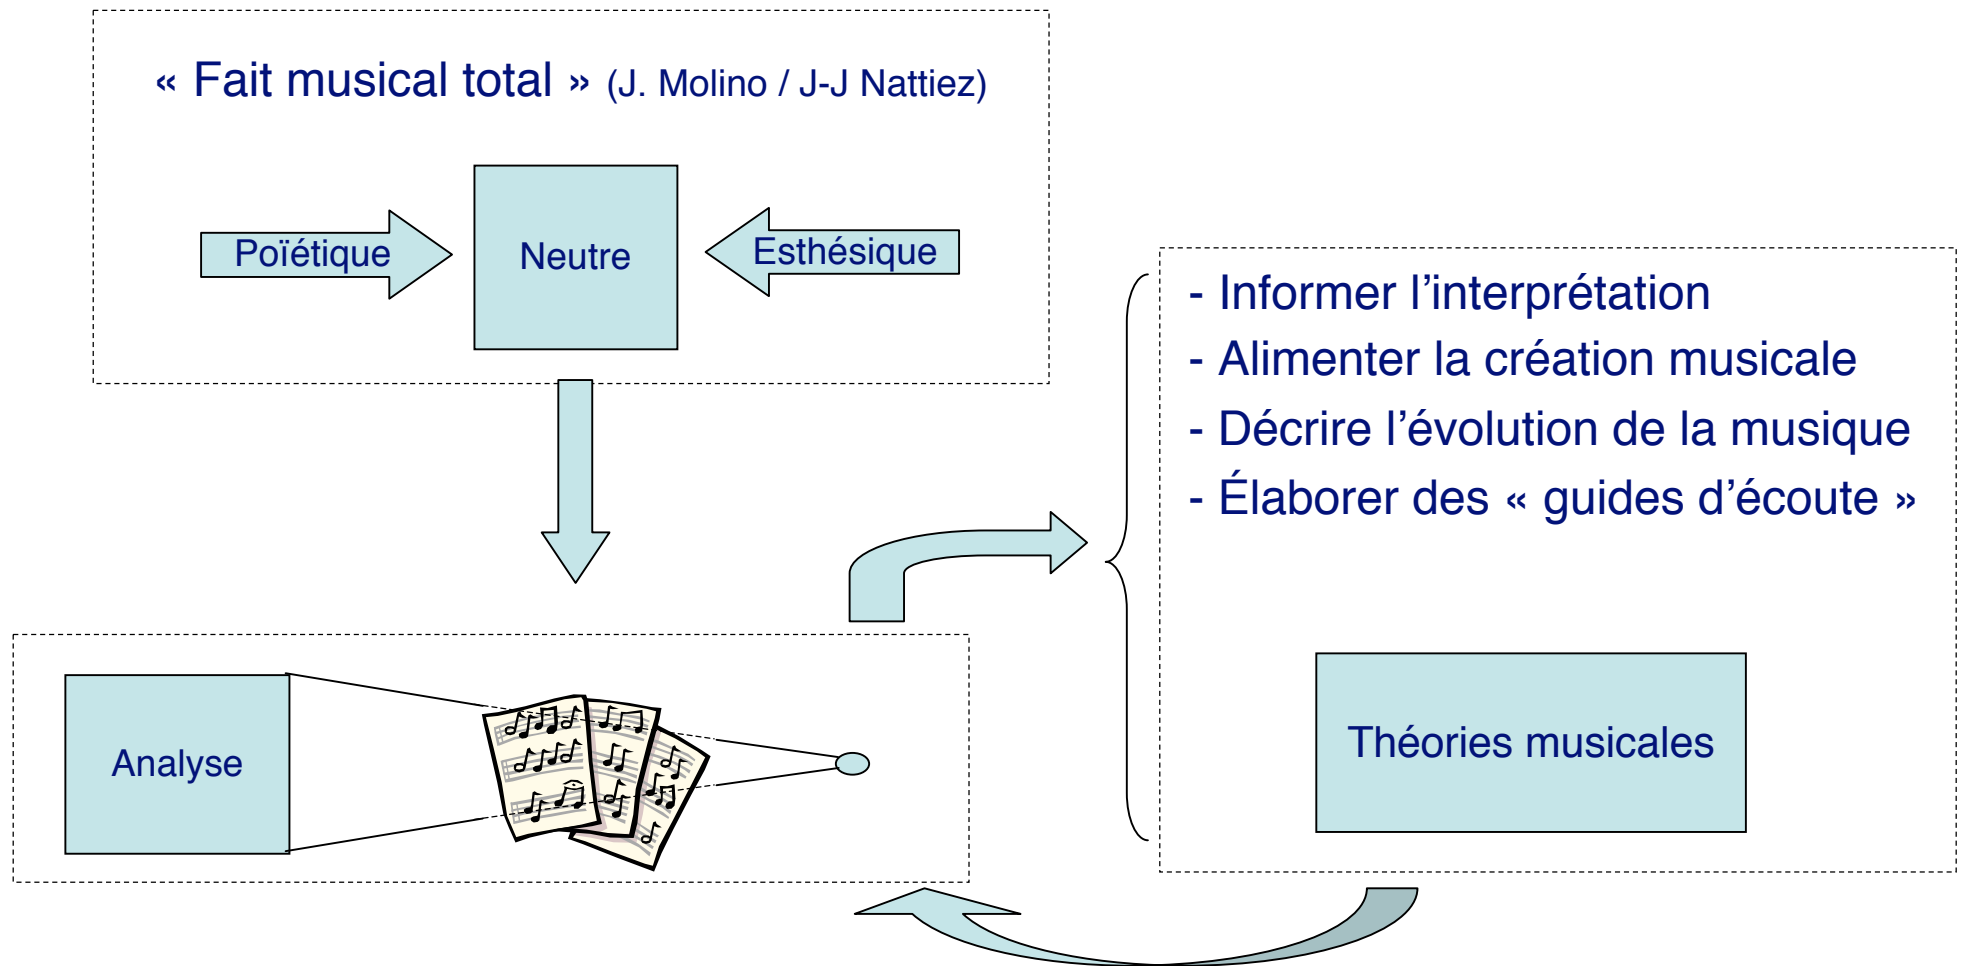 « Fait musical total » (J. Molino / J-J Nattiez)
Poïétique
Neutre
Esthésique
- Informer l’interprétation
- Alimenter la création musicale
- Décrire l’évolution de la musique
- Élaborer des « guides d’écoute »
Analyse
Théories musicales